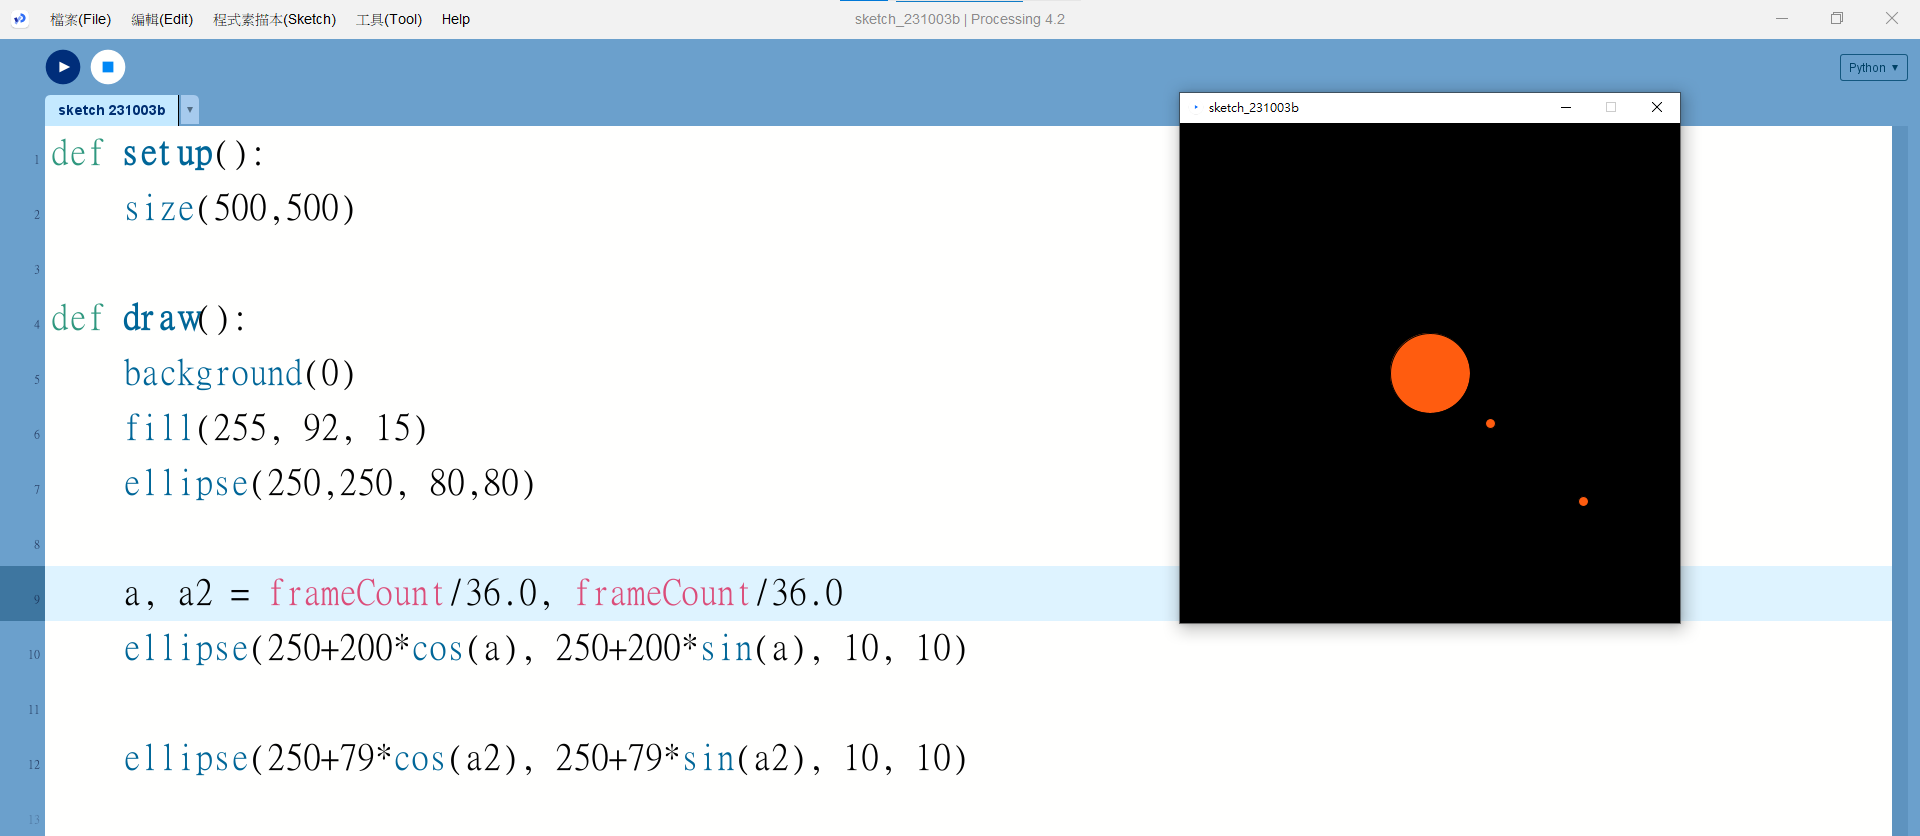 檔案(File) 編輯(Edit) 程式素描本(Sketch) 工具(Tool) Help
sketch_231003b | Processing 4.2
Python ▼
sketch 231003b ▼
sketch_231003b
1 def setup():
2 size(500,500)
3
4 def draw():
5 background(0)
6 fill(255, 92, 15)
7 ellipse(250,250, 80,80)
8
9 a, a2 = frameCount/36.0, frameCount/36.0
10 ellipse(250+200*cos(a), 250+200*sin(a), 10, 10)
11
12 ellipse(250+79*cos(a2), 250+79*sin(a2), 10, 10)
13